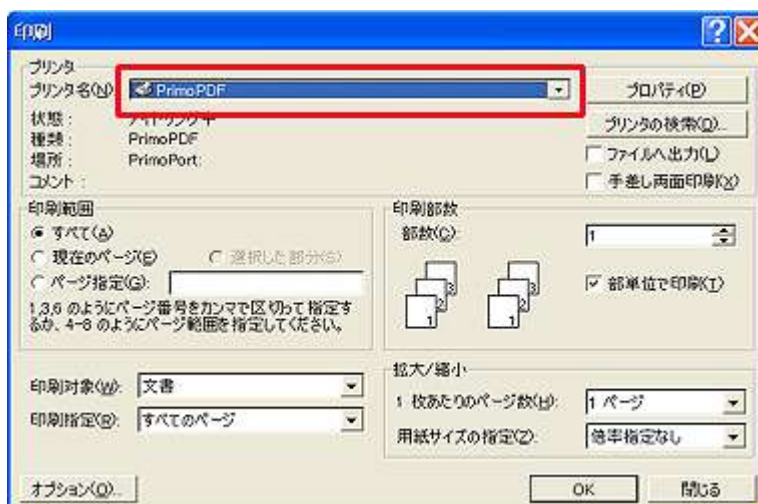 印刷
プリンタ
プリンタ名(N): PrimoPDF プロパティ(P)
状態: アイドリング中 プリンタの検索(D)...
種類: PrimoPDF
場所: PrimoPort:
コメント:
ファイルへ出力(L)
手差し両面印刷(X)
印刷範囲
すべて(A)
現在のページ(E) 選択した部分(S)
ページ指定(G):
1,3,6 のようにページ番号をカンマで区切って指定す
るか、4-8 のようにページ範囲を指定してください。
印刷部数
部数(C): 1
部単位で印刷(T)
印刷対象(W): 文書
印刷指定(R): すべてのページ
拡大/縮小
1 枚あたりのページ数(H): 1 ページ
用紙サイズの指定(Z): 倍率指定なし
オプション(O)... OK 閉じる